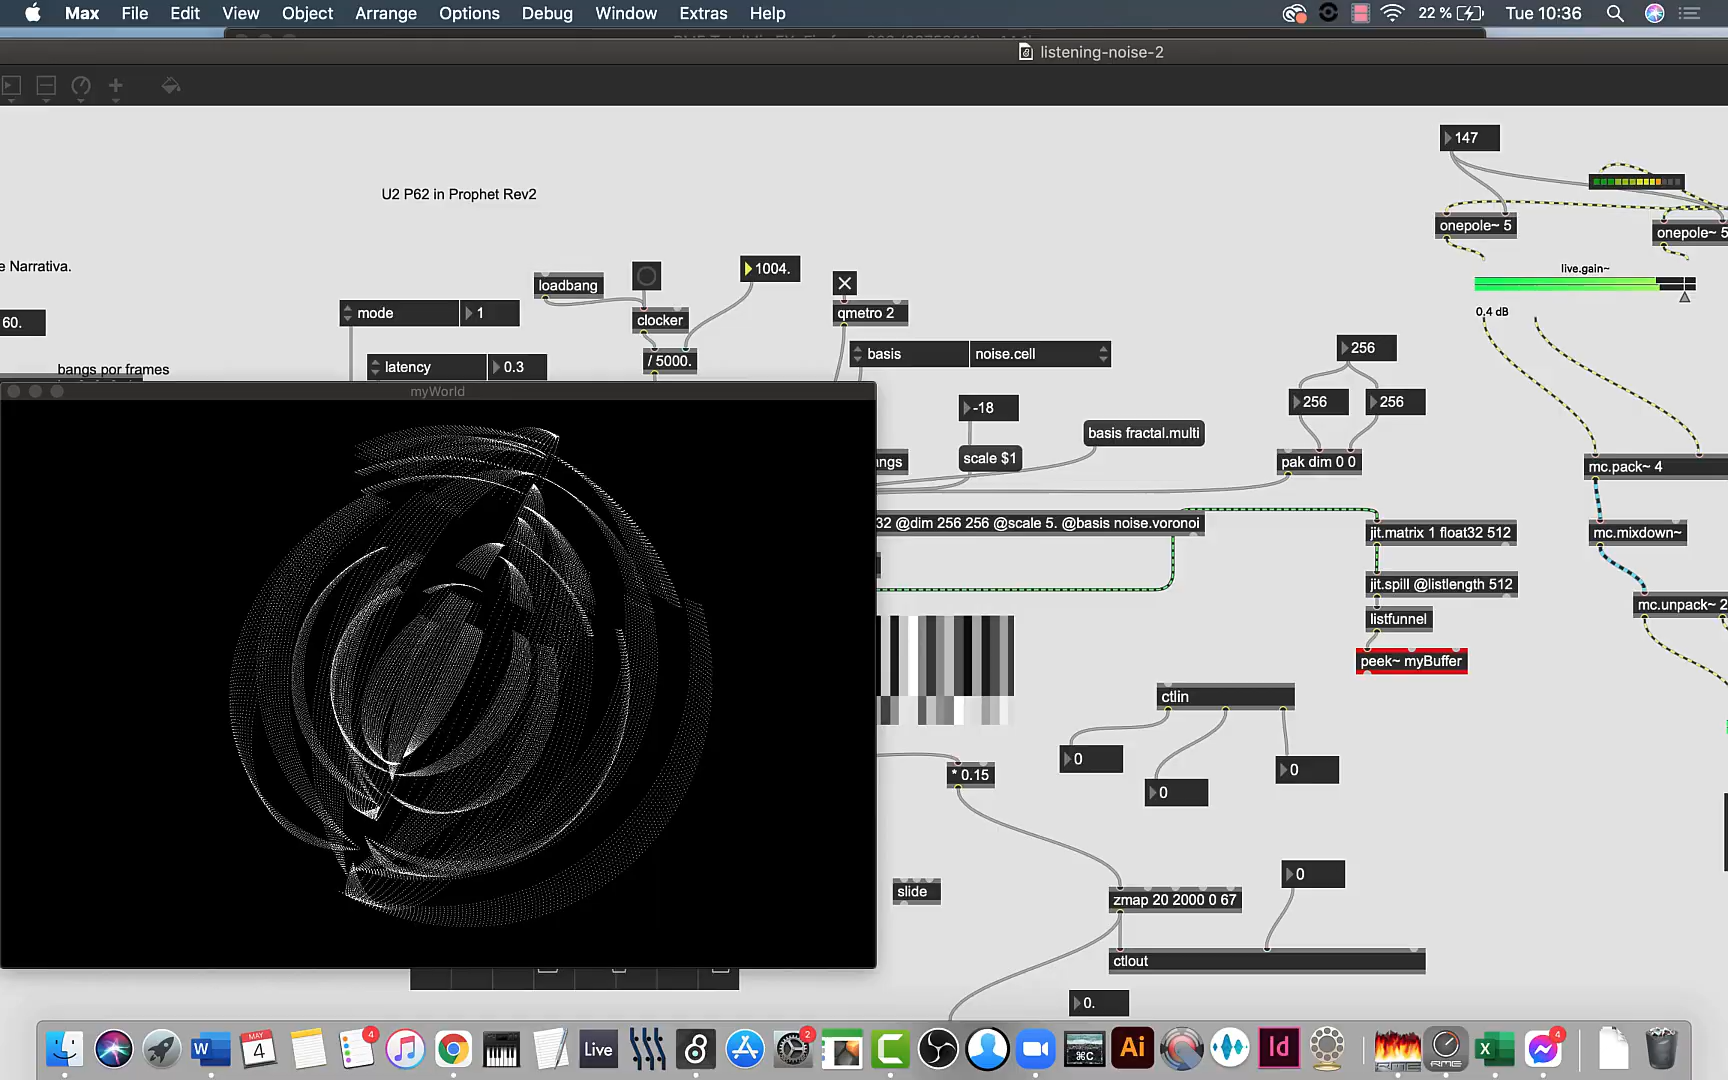 Max File Edit View Object Arrange Options Debug Window Extras Help 22 % Tue 10:36
listening-noise-2
147
U2 P62 in Prophet Rev2
onepole~ 5
onepole~ 5
e Narrativa.
1004.
live.gain~
loadbang
mode 1
clocker
qmetro 2
0.4 dB
60.
/ 5000.
basis noise.cell
256
bangs por frames
latency 0.3
myWorld
-18
256 256
basis fractal.multi
scale $1
angs
pak dim 0 0
mc.pack~ 4
32 @dim 256 256 @scale 5. @basis noise.voronoi
jit.matrix 1 float32 512
mc.mixdown~
jit.spill @listlength 512
mc.unpack~ 2
listfunnel
peek~ myBuffer
ctlin
0
0
0
* 0.15
slide
0
zmap 20 2000 0 67
ctlout
0.
MAY
4
4
W
Live
2
⌘C
Ai
Id
RME
RME
X
4